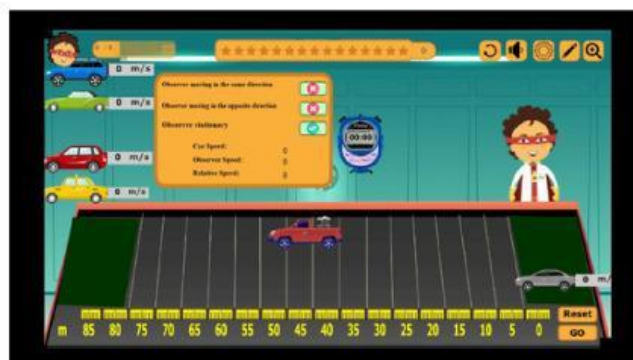 0
0 m/s
Observer moving in the same direction
0 m/s
Observer moving in the opposite direction
Observer stationary
00:00
Car Speed: 0
0 m/s
Observer Speed: 0
Relative Speed: 0
0 m/s
0 m/
m 85 80 75 70 65 60 55 50 45 40 35 30 25 20 15 10 5 0
Reset
GO